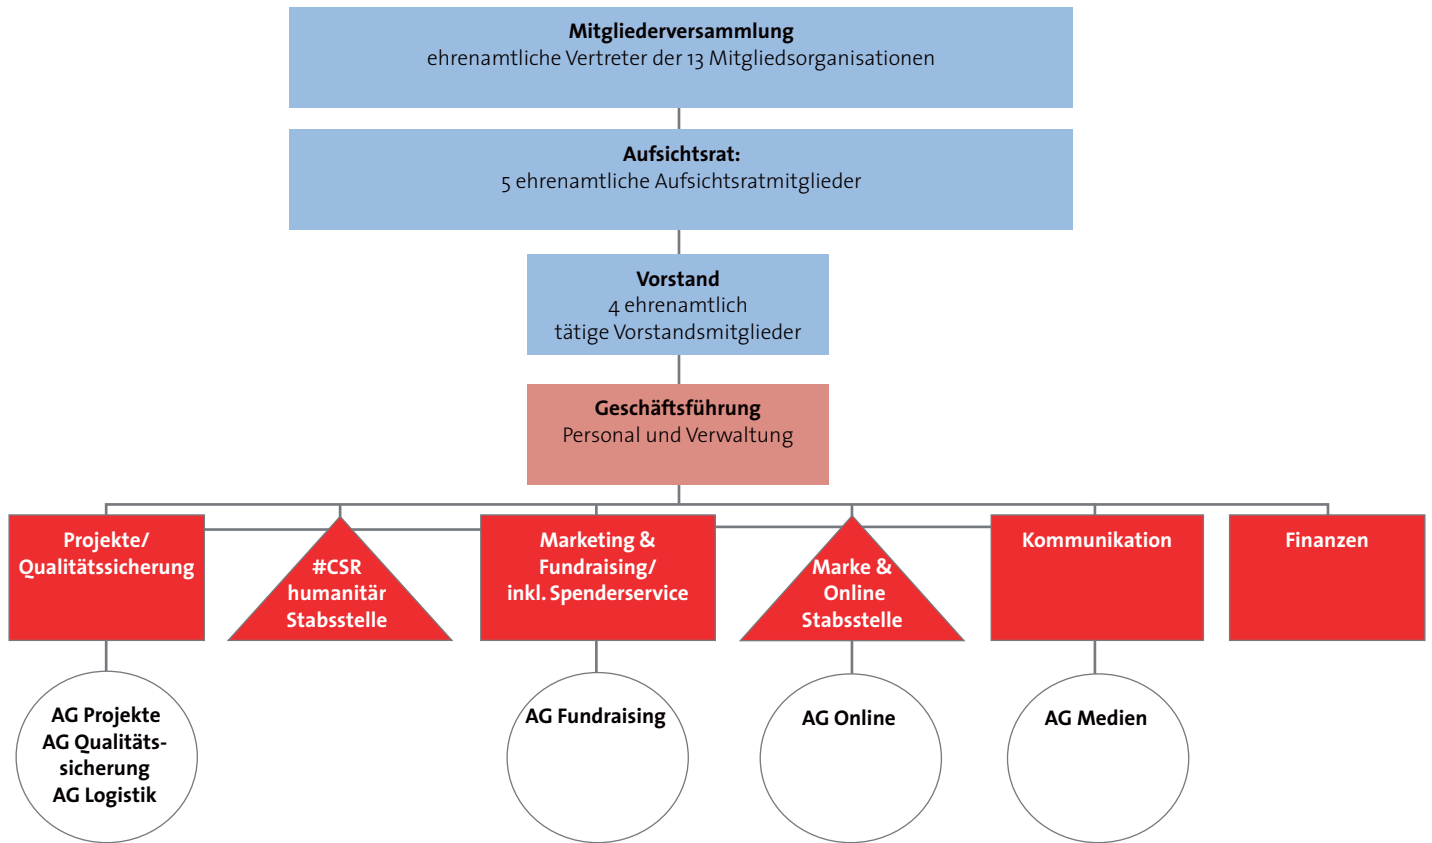 Mitgliederversammlung
ehrenamtliche Vertreter der 13 Mitgliedsorganisationen
Aufsichtsrat:
5 ehrenamtliche Aufsichtsratmitglieder
Vorstand
4 ehrenamtlich
tätige Vorstandsmitglieder
Geschäftsführung
Personal und Verwaltung
Projekte/
Qualitätssicherung
#CSR
humanitär
Stabsstelle
Marketing &
Fundraising/
inkl. Spenderservice
Marke &
Online
Stabsstelle
Kommunikation
Finanzen
AG Projekte
AG Qualitäts-
sicherung
AG Logistik
AG Fundraising
AG Online
AG Medien